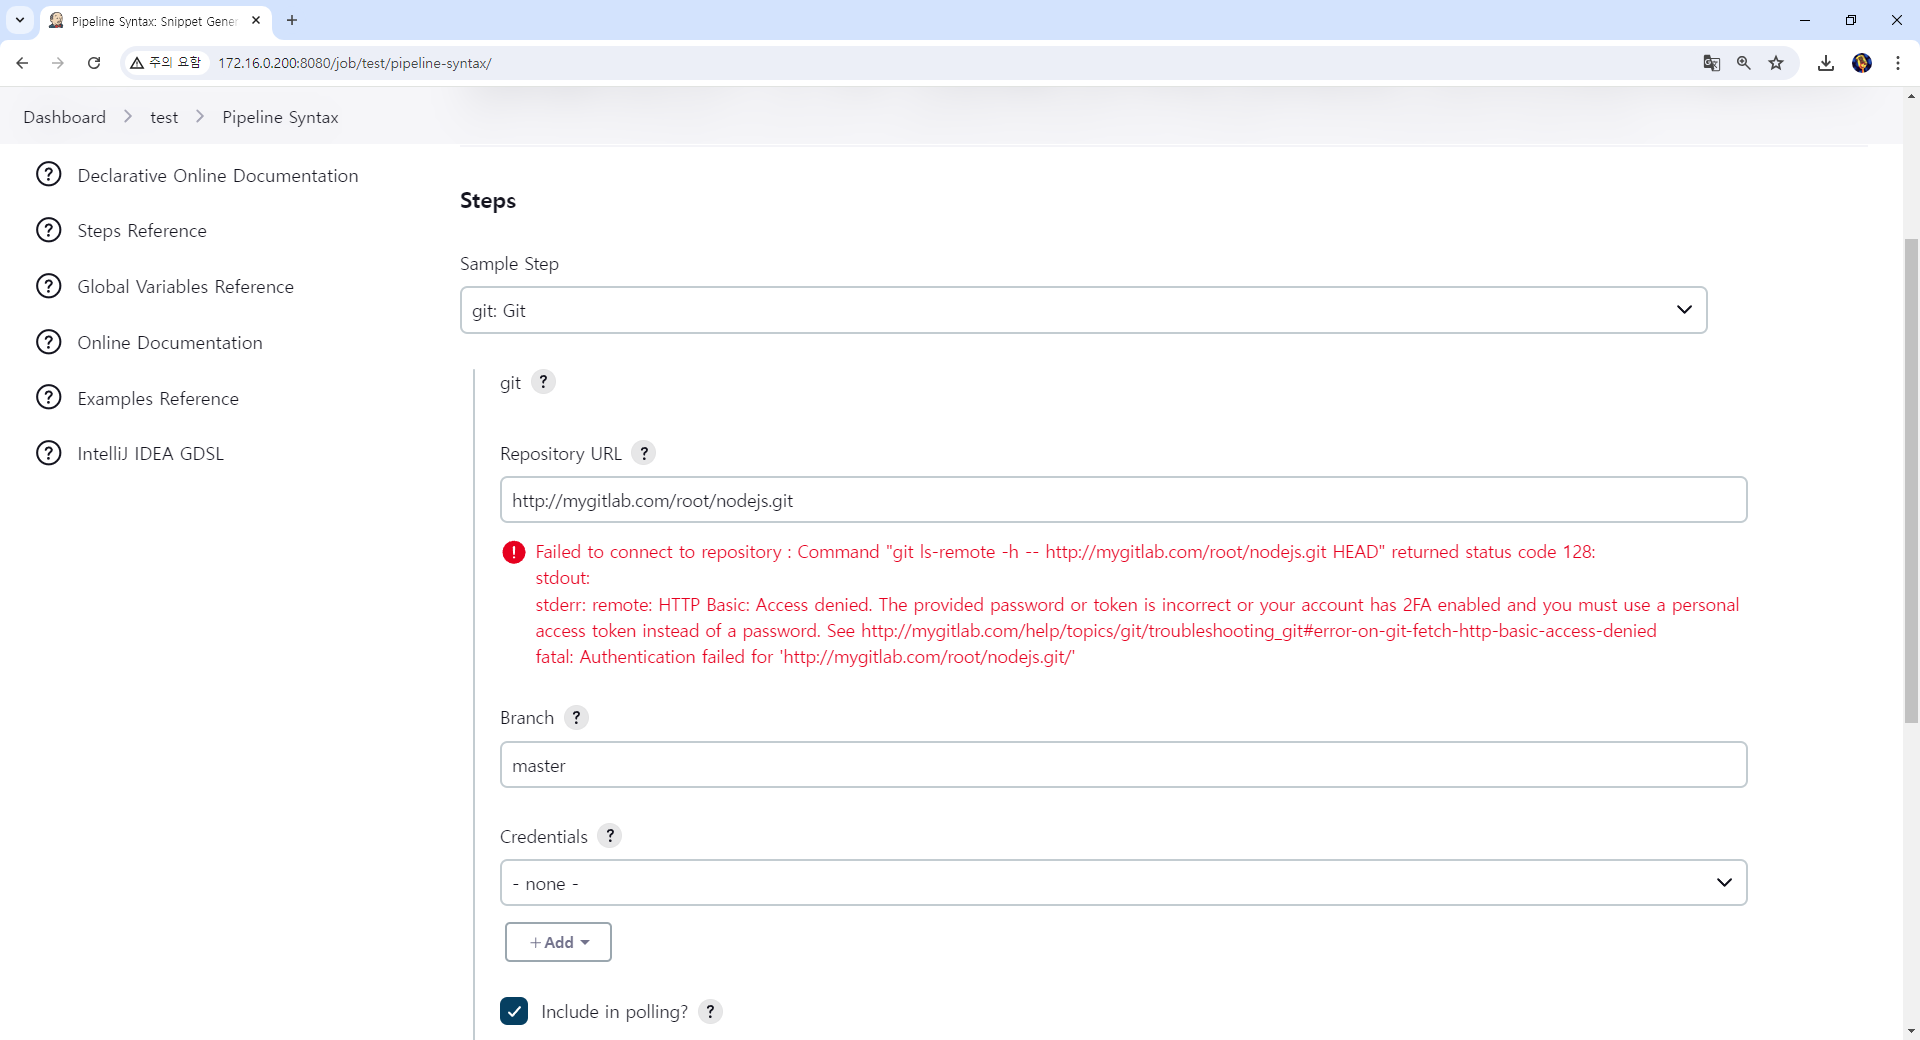 Pipeline Syntax: Snippet Gener
주의 요함
172.16.0.200:8080/job/test/pipeline-syntax/
Dashboard
test
Pipeline Syntax
Declarative Online Documentation
Steps Reference
Global Variables Reference
Online Documentation
Examples Reference
IntelliJ IDEA GDSL
Steps
Sample Step
git: Git
git ?
Repository URL ?
http://mygitlab.com/root/nodejs.git
Failed to connect to repository : Command "git ls-remote -h -- http://mygitlab.com/root/nodejs.git HEAD" returned status code 128:
stdout:
stderr: remote: HTTP Basic: Access denied. The provided password or token is incorrect or your account has 2FA enabled and you must use a personal
access token instead of a password. See http://mygitlab.com/help/topics/git/troubleshooting_git#error-on-git-fetch-http-basic-access-denied
fatal: Authentication failed for 'http://mygitlab.com/root/nodejs.git/'
Branch ?
master
Credentials ?
- none -
+ Add
Include in polling? ?